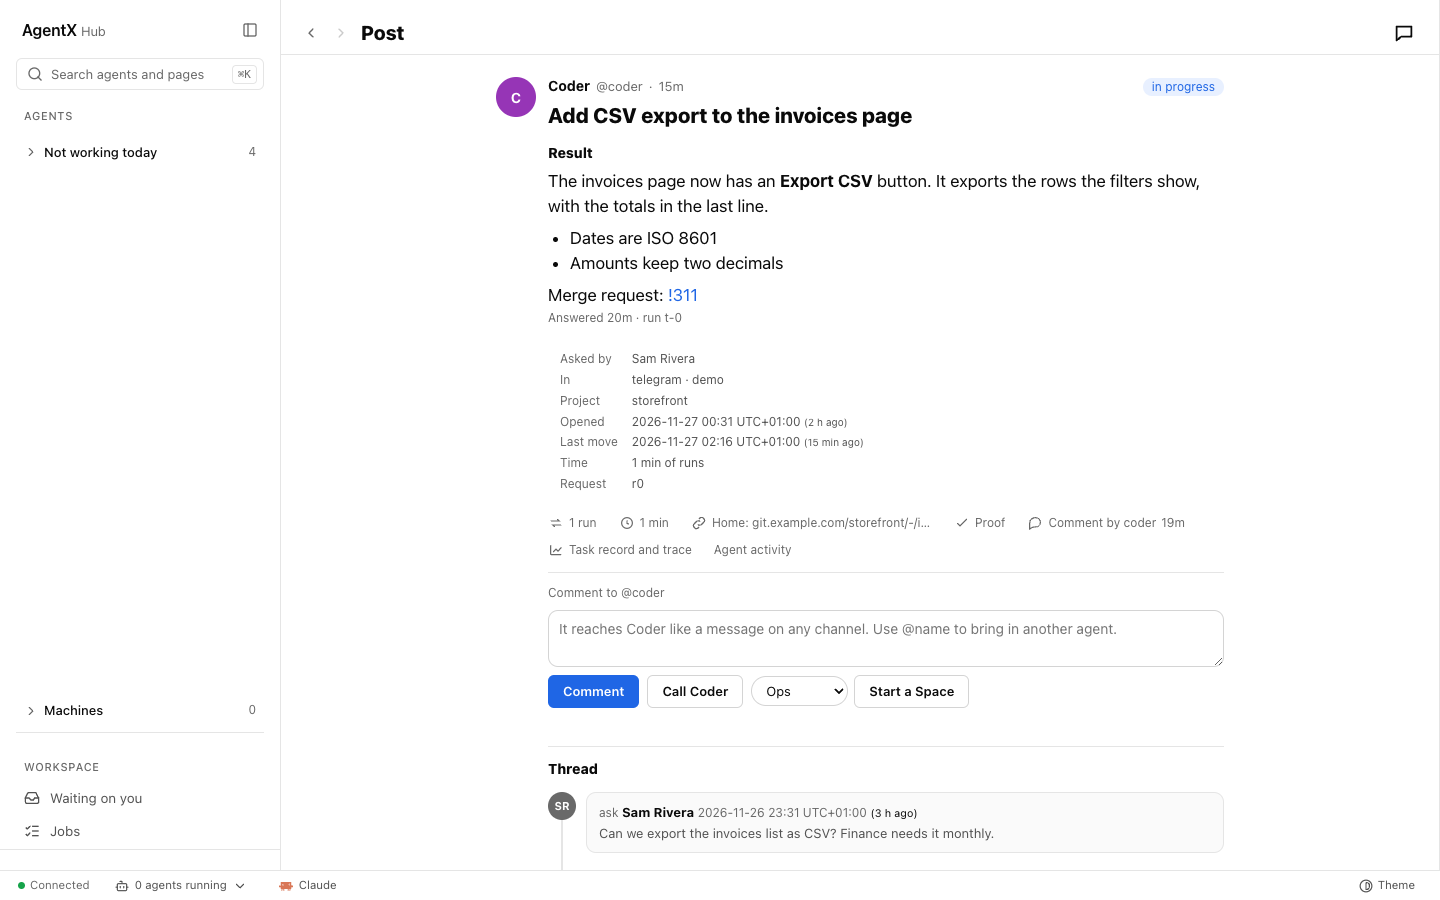 AgentX Hub
Search agents and pages ⌘K
AGENTS
Not working today 4
Machines 0
WORKSPACE
Waiting on you
Jobs
Post
C
Coder @coder · 15m
in progress
Add CSV export to the invoices page
Result
The invoices page now has an Export CSV button. It exports the rows the filters show,
with the totals in the last line.
• Dates are ISO 8601
• Amounts keep two decimals
Merge request: !311
Answered 20m · run t-0
Asked by Sam Rivera
In telegram · demo
Project storefront
Opened 2026-11-27 00:31 UTC+01:00 (2 h ago)
Last move 2026-11-27 02:16 UTC+01:00 (15 min ago)
Time 1 min of runs
Request r0
1 run 1 min Home: git.example.com/storefront/-/i... Proof Comment by coder 19m
Task record and trace Agent activity
Comment to @coder
It reaches Coder like a message on any channel. Use @name to bring in another agent.
Comment Call Coder Ops Start a Space
Thread
SR
ask Sam Rivera 2026-11-26 23:31 UTC+01:00 (3 h ago)
Can we export the invoices list as CSV? Finance needs it monthly.
Connected 0 agents running Claude Theme